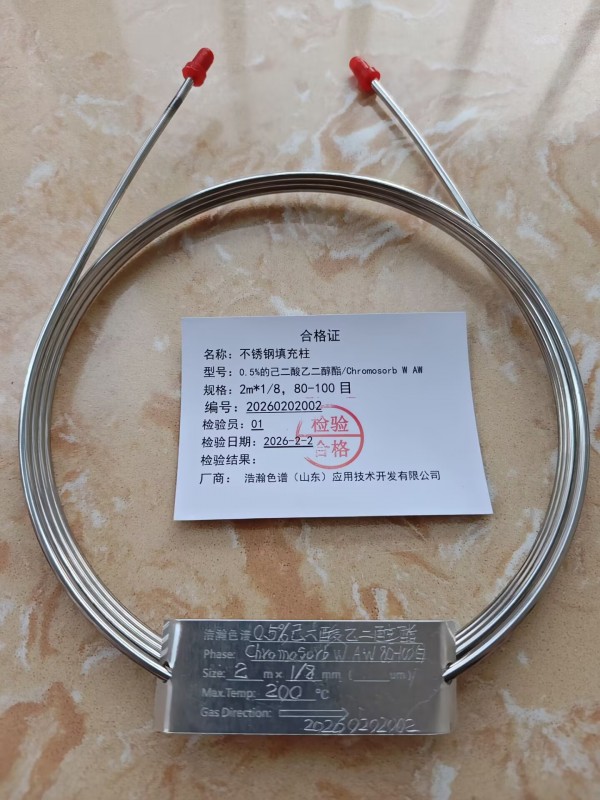 合格证
名称：不锈钢填充柱
型号：0.5%的己二酸乙二醇酯/Chromosorb W AW
规格：2m*1/8，80-100目
编号：20260202002
检验员：01
检验日期：2026-2-2
检验结果：
检验
合格
厂商： 浩瀚色谱（山东）应用技术开发有限公司
浩瀚色谱 0.5%己二酸乙二醇酯
Phase: Chromosorb W AW 80-100目
Size: 2 m× 1/8 mm (____um)
Max.Temp: 200 °C
Gas Direction:
20260202002